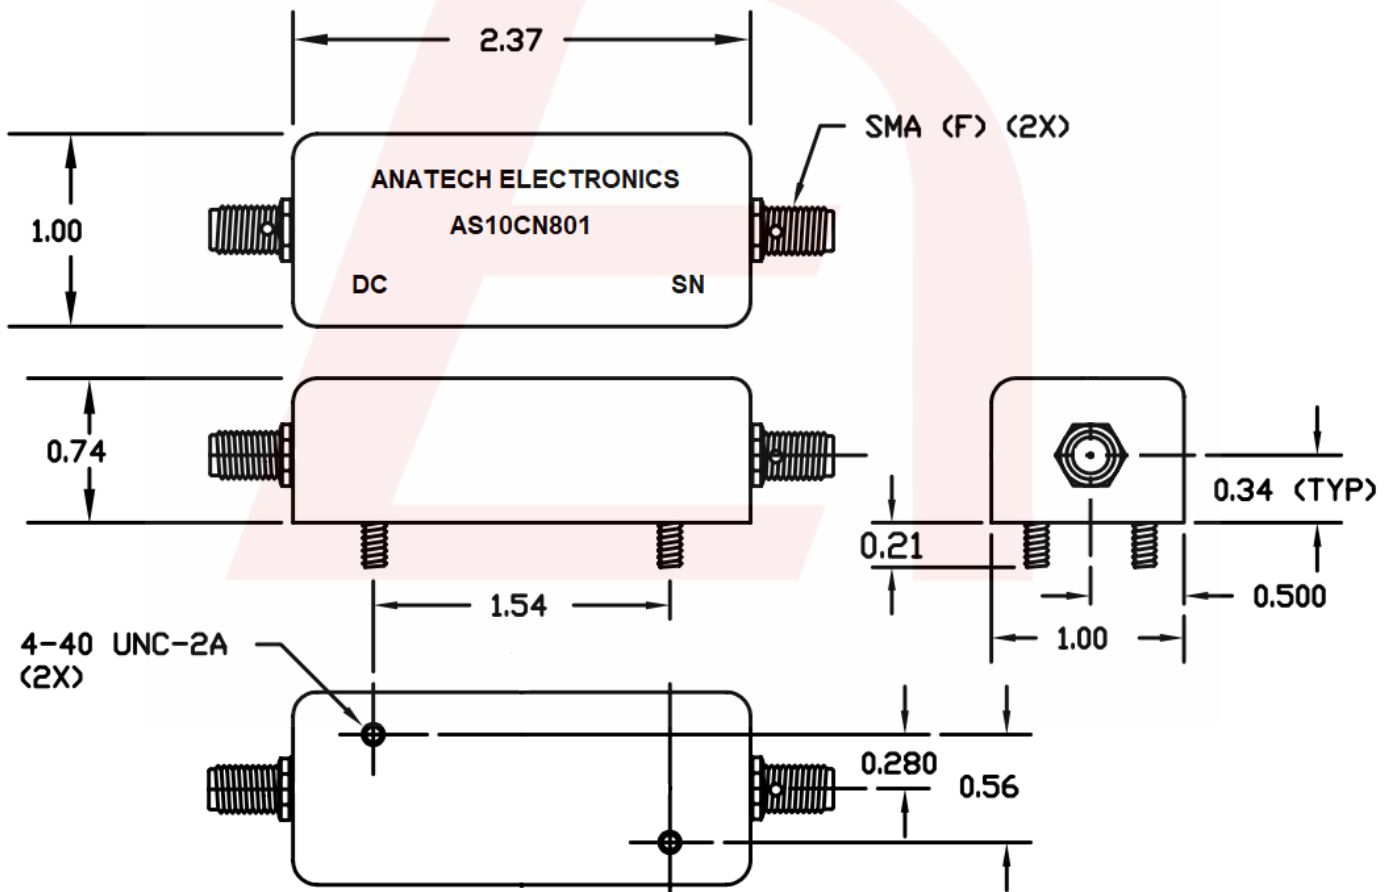 2.37
SMA (F) (2X)
ANATECH ELECTRONICS
AS10CN801
1.00
DC SN
0.74
0.34 (TYP)
0.21
1.54
0.500
4-40 UNC-2A
(2X)
1.00
0.280
0.56